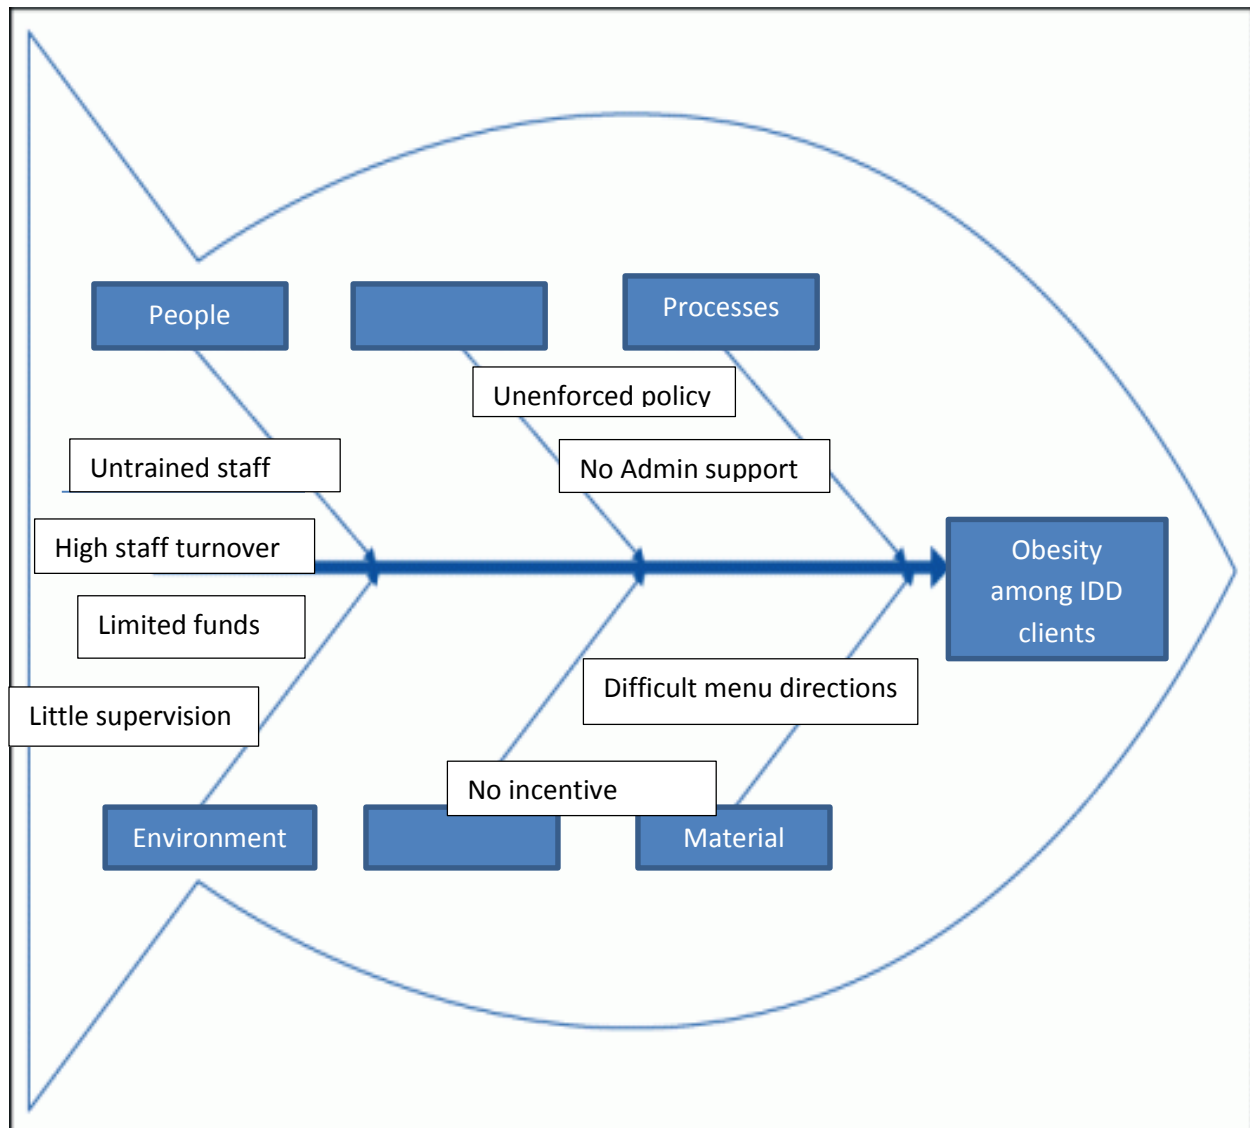 People
Processes
Unenforced policy
Untrained staff
No Admin support
High staff turnover
Obesity
among IDD
clients
Limited funds
Difficult menu directions
Little supervision
No incentive
Environment
Material